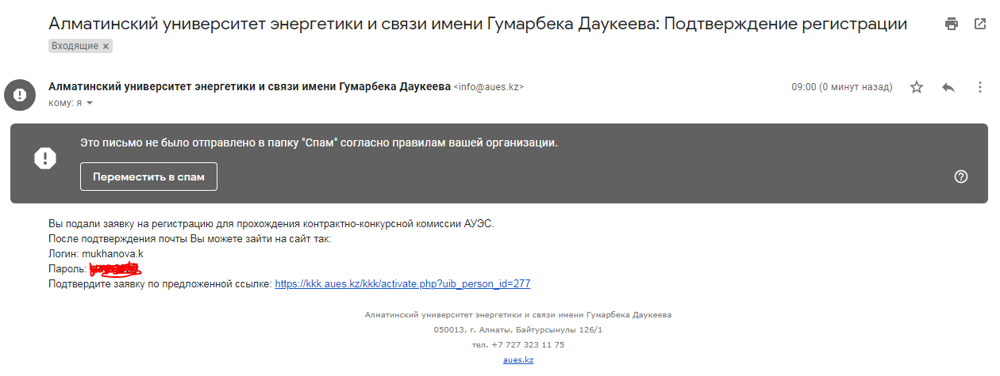 Алматинский университет энергетики и связи имени Гумарбека Даукеева: Подтверждение регистрации
Входящие ×
Алматинский университет энергетики и связи имени Гумарбека Даукеева <info@aues.kz>
09:00 (0 минут назад)
кому: я
Это письмо не было отправлено в папку "Спам" согласно правилам вашей организации.
Переместить в спам
Вы подали заявку на регистрацию для прохождения контрактно-конкурсной комиссии АУЭС.
После подтверждения почты Вы можете зайти на сайт так:
Логин: mukhanova.k
Пароль:
Подтвердите заявку по предложенной ссылке: https://kkk.aues.kz/kkk/activate.php?uib_person_id=277
Алматинский университет энергетики и связи имени Гумарбека Даукеева
050013, г. Алматы, Байтурсынулы 126/1
тел. +7 727 323 11 75
aues.kz